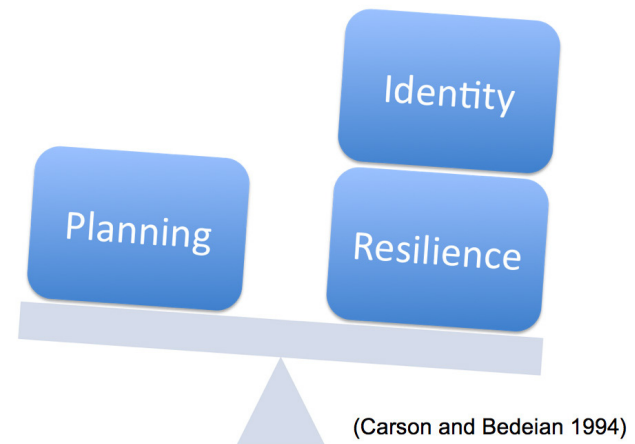 Identity
Planning
Resilience
(Carson and Bedeian 1994)